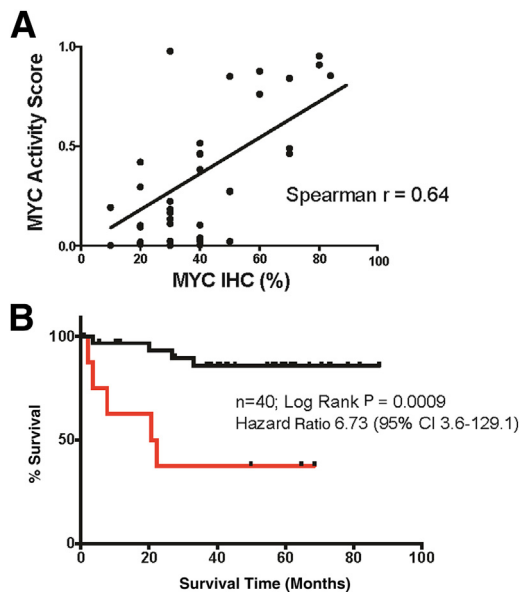 A
MYC Activity Score
1.0
0.5
0.0
0 20 40 60 80 100
Spearman r = 0.64
MYC IHC (%)
B
% Survival
100
50
0
n=40; Log Rank P = 0.0009
Hazard Ratio 6.73 (95% CI 3.6-129.1)
0 20 40 60 80 100
Survival Time (Months)